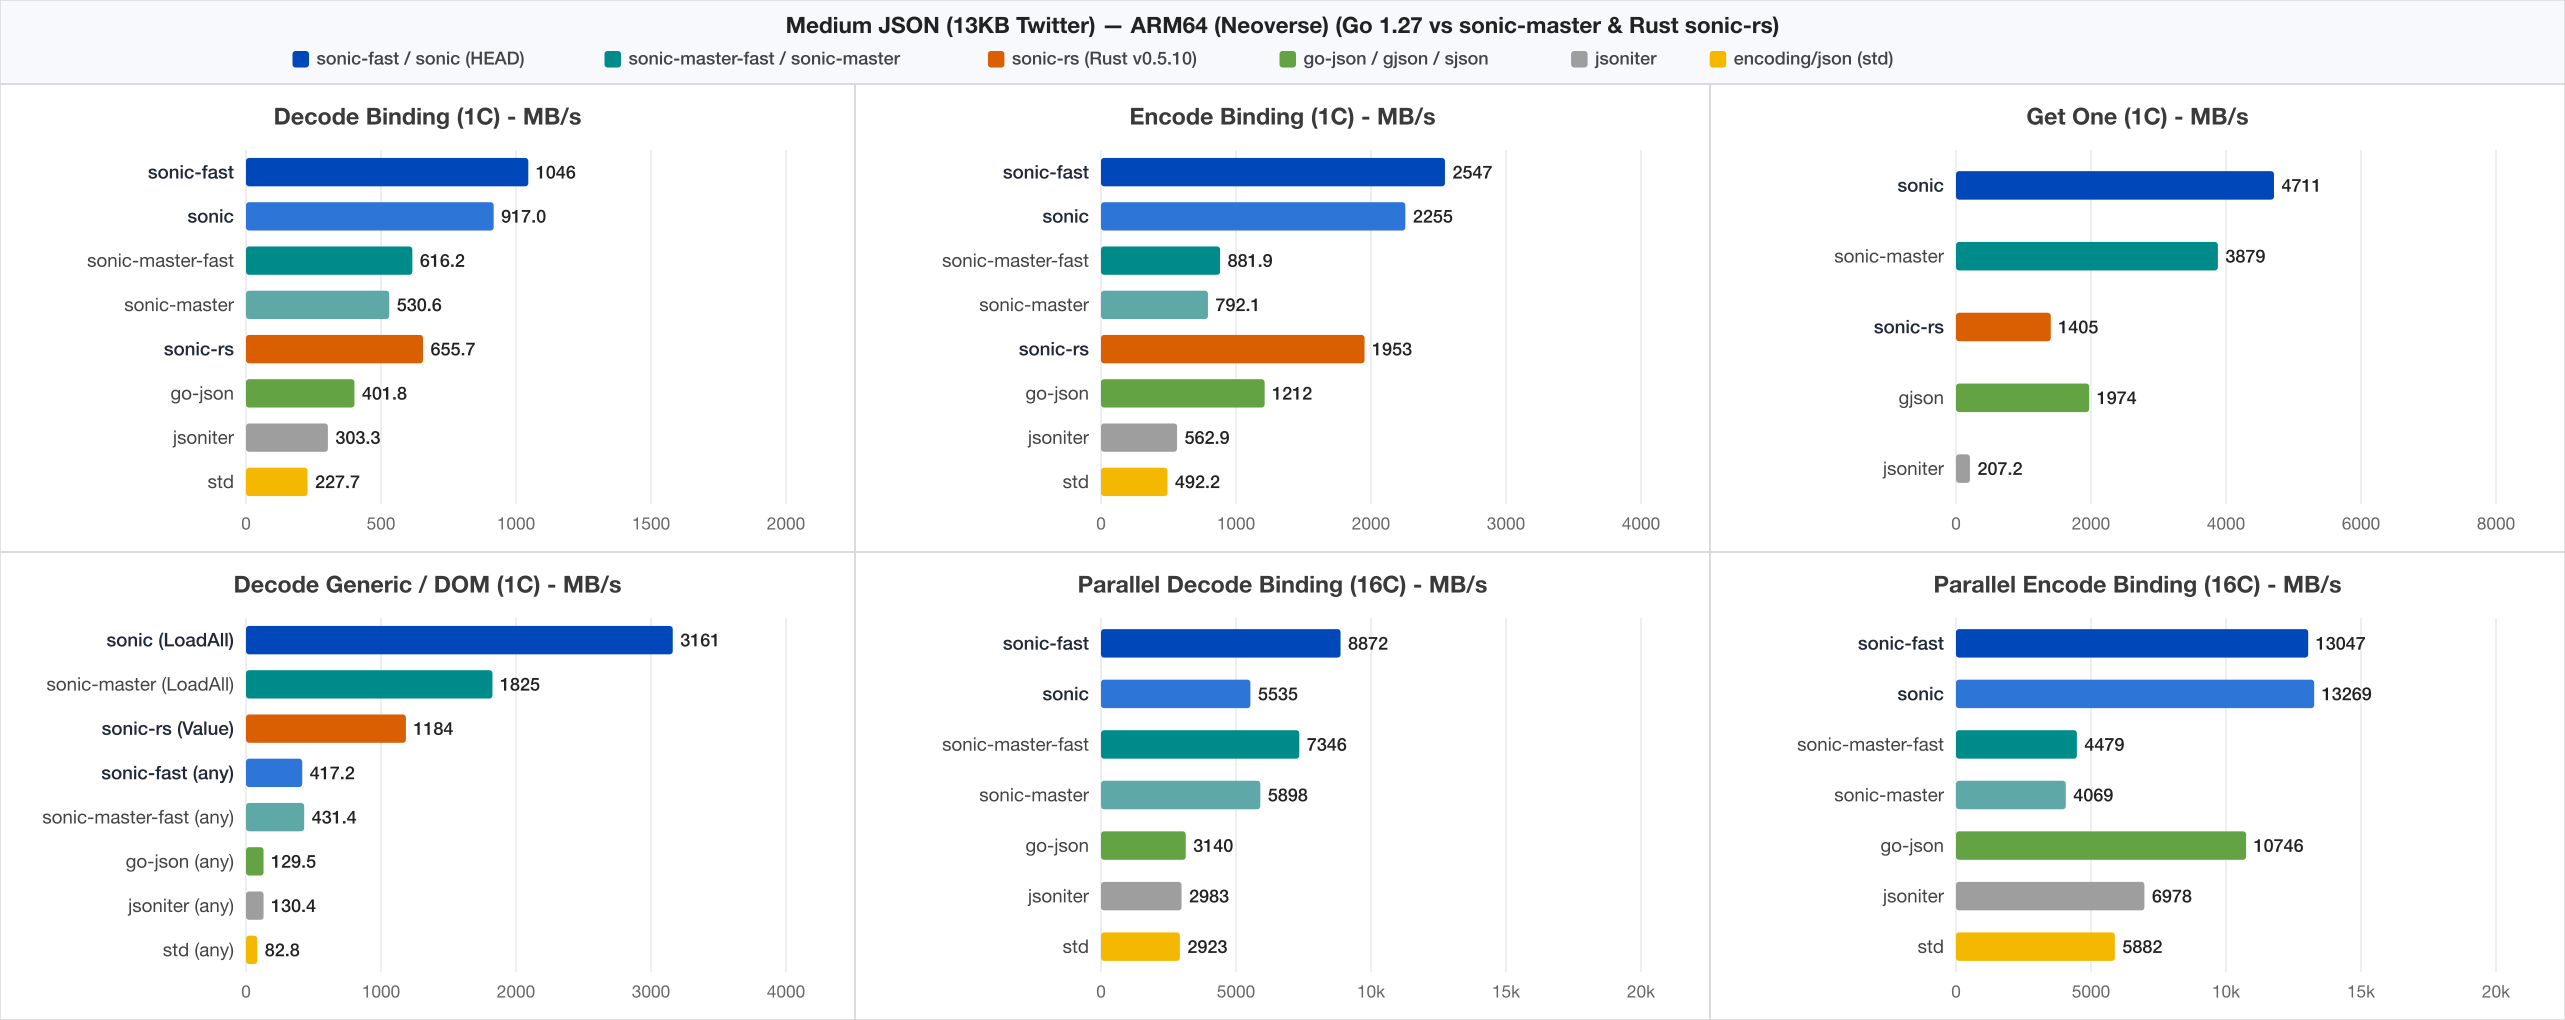 Medium JSON (13KB Twitter) — ARM64 (Neoverse) (Go 1.27 vs sonic-master & Rust sonic-rs)
sonic-fast / sonic (HEAD) sonic-master-fast / sonic-master sonic-rs (Rust v0.5.10) go-json / gjson / sjson jsoniter encoding/json (std)
Decode Binding (1C) - MB/s
sonic-fast 1046
sonic 917.0
sonic-master-fast 616.2
sonic-master 530.6
sonic-rs 655.7
go-json 401.8
jsoniter 303.3
std 227.7
0 500 1000 1500 2000
Encode Binding (1C) - MB/s
sonic-fast 2547
sonic 2255
sonic-master-fast 881.9
sonic-master 792.1
sonic-rs 1953
go-json 1212
jsoniter 562.9
std 492.2
0 1000 2000 3000 4000
Get One (1C) - MB/s
sonic 4711
sonic-master 3879
sonic-rs 1405
gjson 1974
jsoniter 207.2
0 2000 4000 6000 8000
Decode Generic / DOM (1C) - MB/s
sonic (LoadAll) 3161
sonic-master (LoadAll) 1825
sonic-rs (Value) 1184
sonic-fast (any) 417.2
sonic-master-fast (any) 431.4
go-json (any) 129.5
jsoniter (any) 130.4
std (any) 82.8
0 1000 2000 3000 4000
Parallel Decode Binding (16C) - MB/s
sonic-fast 8872
sonic 5535
sonic-master-fast 7346
sonic-master 5898
go-json 3140
jsoniter 2983
std 2923
0 5000 10k 15k 20k
Parallel Encode Binding (16C) - MB/s
sonic-fast 13047
sonic 13269
sonic-master-fast 4479
sonic-master 4069
go-json 10746
jsoniter 6978
std 5882
0 5000 10k 15k 20k